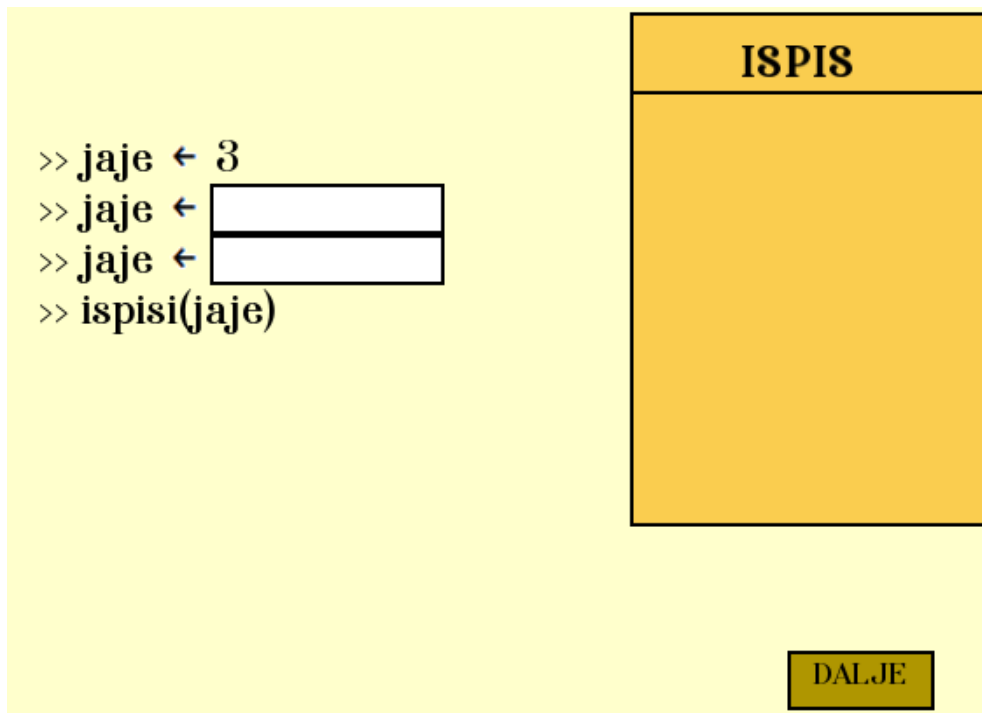 ISPIS
>> jaje ← 3
>> jaje ←
>> jaje ←
>> ispisi(jaje)
DALJE